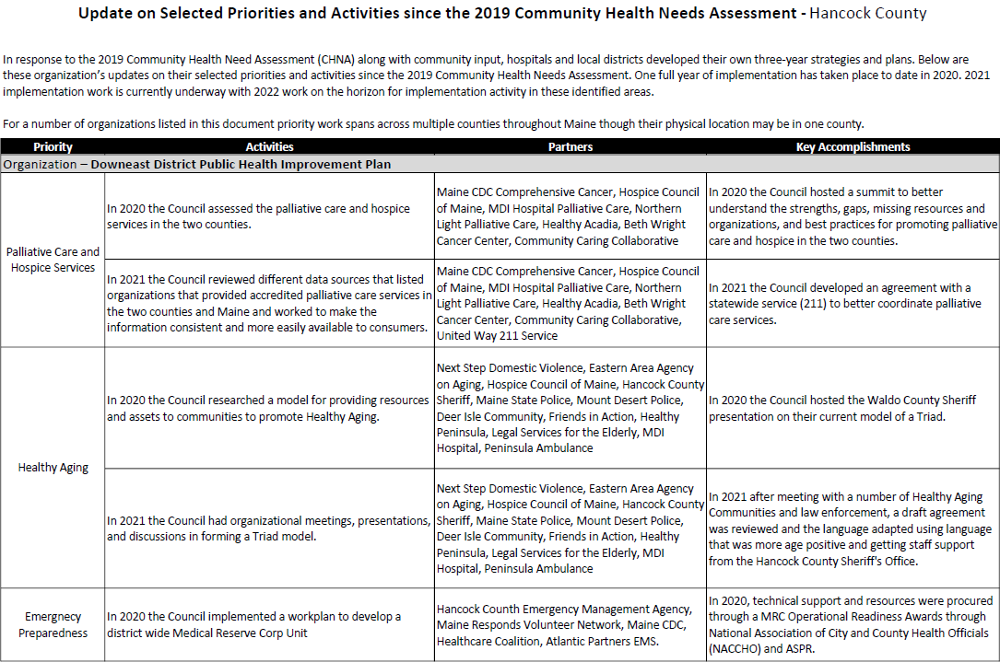 Update on Selected Priorities and Activities since the 2019 Community Health Needs Assessment - Hancock County
In response to the 2019 Community Health Need Assessment (CHNA) along with community input, hospitals and local districts developed their own three-year strategies and plans. Below are
these organization's updates on their selected priorities and activities since the 2019 Community Health Needs Assessment. One full year of implementation has taken place to date in 2020. 2021
implementation work is currently underway with 2022 work on the horizon for implementation activity in these identified areas.
For a number of organizations listed in this document priority work spans across multiple counties throughout Maine though their physical location may be in one county.
Priority Activities Partners Key Accomplishments
Organization – Downeast District Public Health Improvement Plan
Palliative Care and
Hospice Services
In 2020 the Council assessed the palliative care and hospice
services in the two counties.
Maine CDC Comprehensive Cancer, Hospice Council
of Maine, MDI Hospital Palliative Care, Northern
Light Palliative Care, Healthy Acadia, Beth Wright
Cancer Center, Community Caring Collaborative
In 2020 the Council hosted a summit to better
understand the strengths, gaps, missing resources and
organizations, and best practices for promoting palliative
care and hospice in the two counties.
In 2021 the Council reviewed different data sources that listed
organizations that provided accredited palliative care services in
the two counties and Maine and worked to make the
information consistent and more easily available to consumers.
Maine CDC Comprehensive Cancer, Hospice Council
of Maine, MDI Hospital Palliative Care, Northern
Light Palliative Care, Healthy Acadia, Beth Wright
Cancer Center, Community Caring Collaborative,
United Way 211 Service
In 2021 the Council developed an agreement with a
statewide service (211) to better coordinate palliative
care services.
Healthy Aging
In 2020 the Council researched a model for providing resources
and assets to communities to promote Healthy Aging.
Next Step Domestic Violence, Eastern Area Agency
on Aging, Hospice Council of Maine, Hancock County
Sheriff, Maine State Police, Mount Desert Police,
Deer Isle Community, Friends in Action, Healthy
Peninsula, Legal Services for the Elderly, MDI
Hospital, Peninsula Ambulance
In 2020 the Council hosted the Waldo County Sheriff
presentation on their current model of a Triad.
In 2021 the Council had organizational meetings, presentations,
and discussions in forming a Triad model.
Next Step Domestic Violence, Eastern Area Agency
on Aging, Hospice Council of Maine, Hancock County
Sheriff, Maine State Police, Mount Desert Police,
Deer Isle Community, Friends in Action, Healthy
Peninsula, Legal Services for the Elderly, MDI
Hospital, Peninsula Ambulance
In 2021 after meeting with a number of Healthy Aging
Communities and law enforcement, a draft agreement
was reviewed and the language adapted using language
that was more age positive and getting staff support
from the Hancock County Sheriff's Office.
Emergnecy
Preparedness
In 2020 the Council implemented a workplan to develop a
district wide Medical Reserve Corp Unit
Hancock Counth Emergency Management Agency,
Maine Responds Volunteer Network, Maine CDC,
Healthcare Coalition, Atlantic Partners EMS.
In 2020, technical support and resources were procured
through a MRC Operational Readiness Awards through
National Association of City and County Health Officials
(NACCHO) and ASPR.